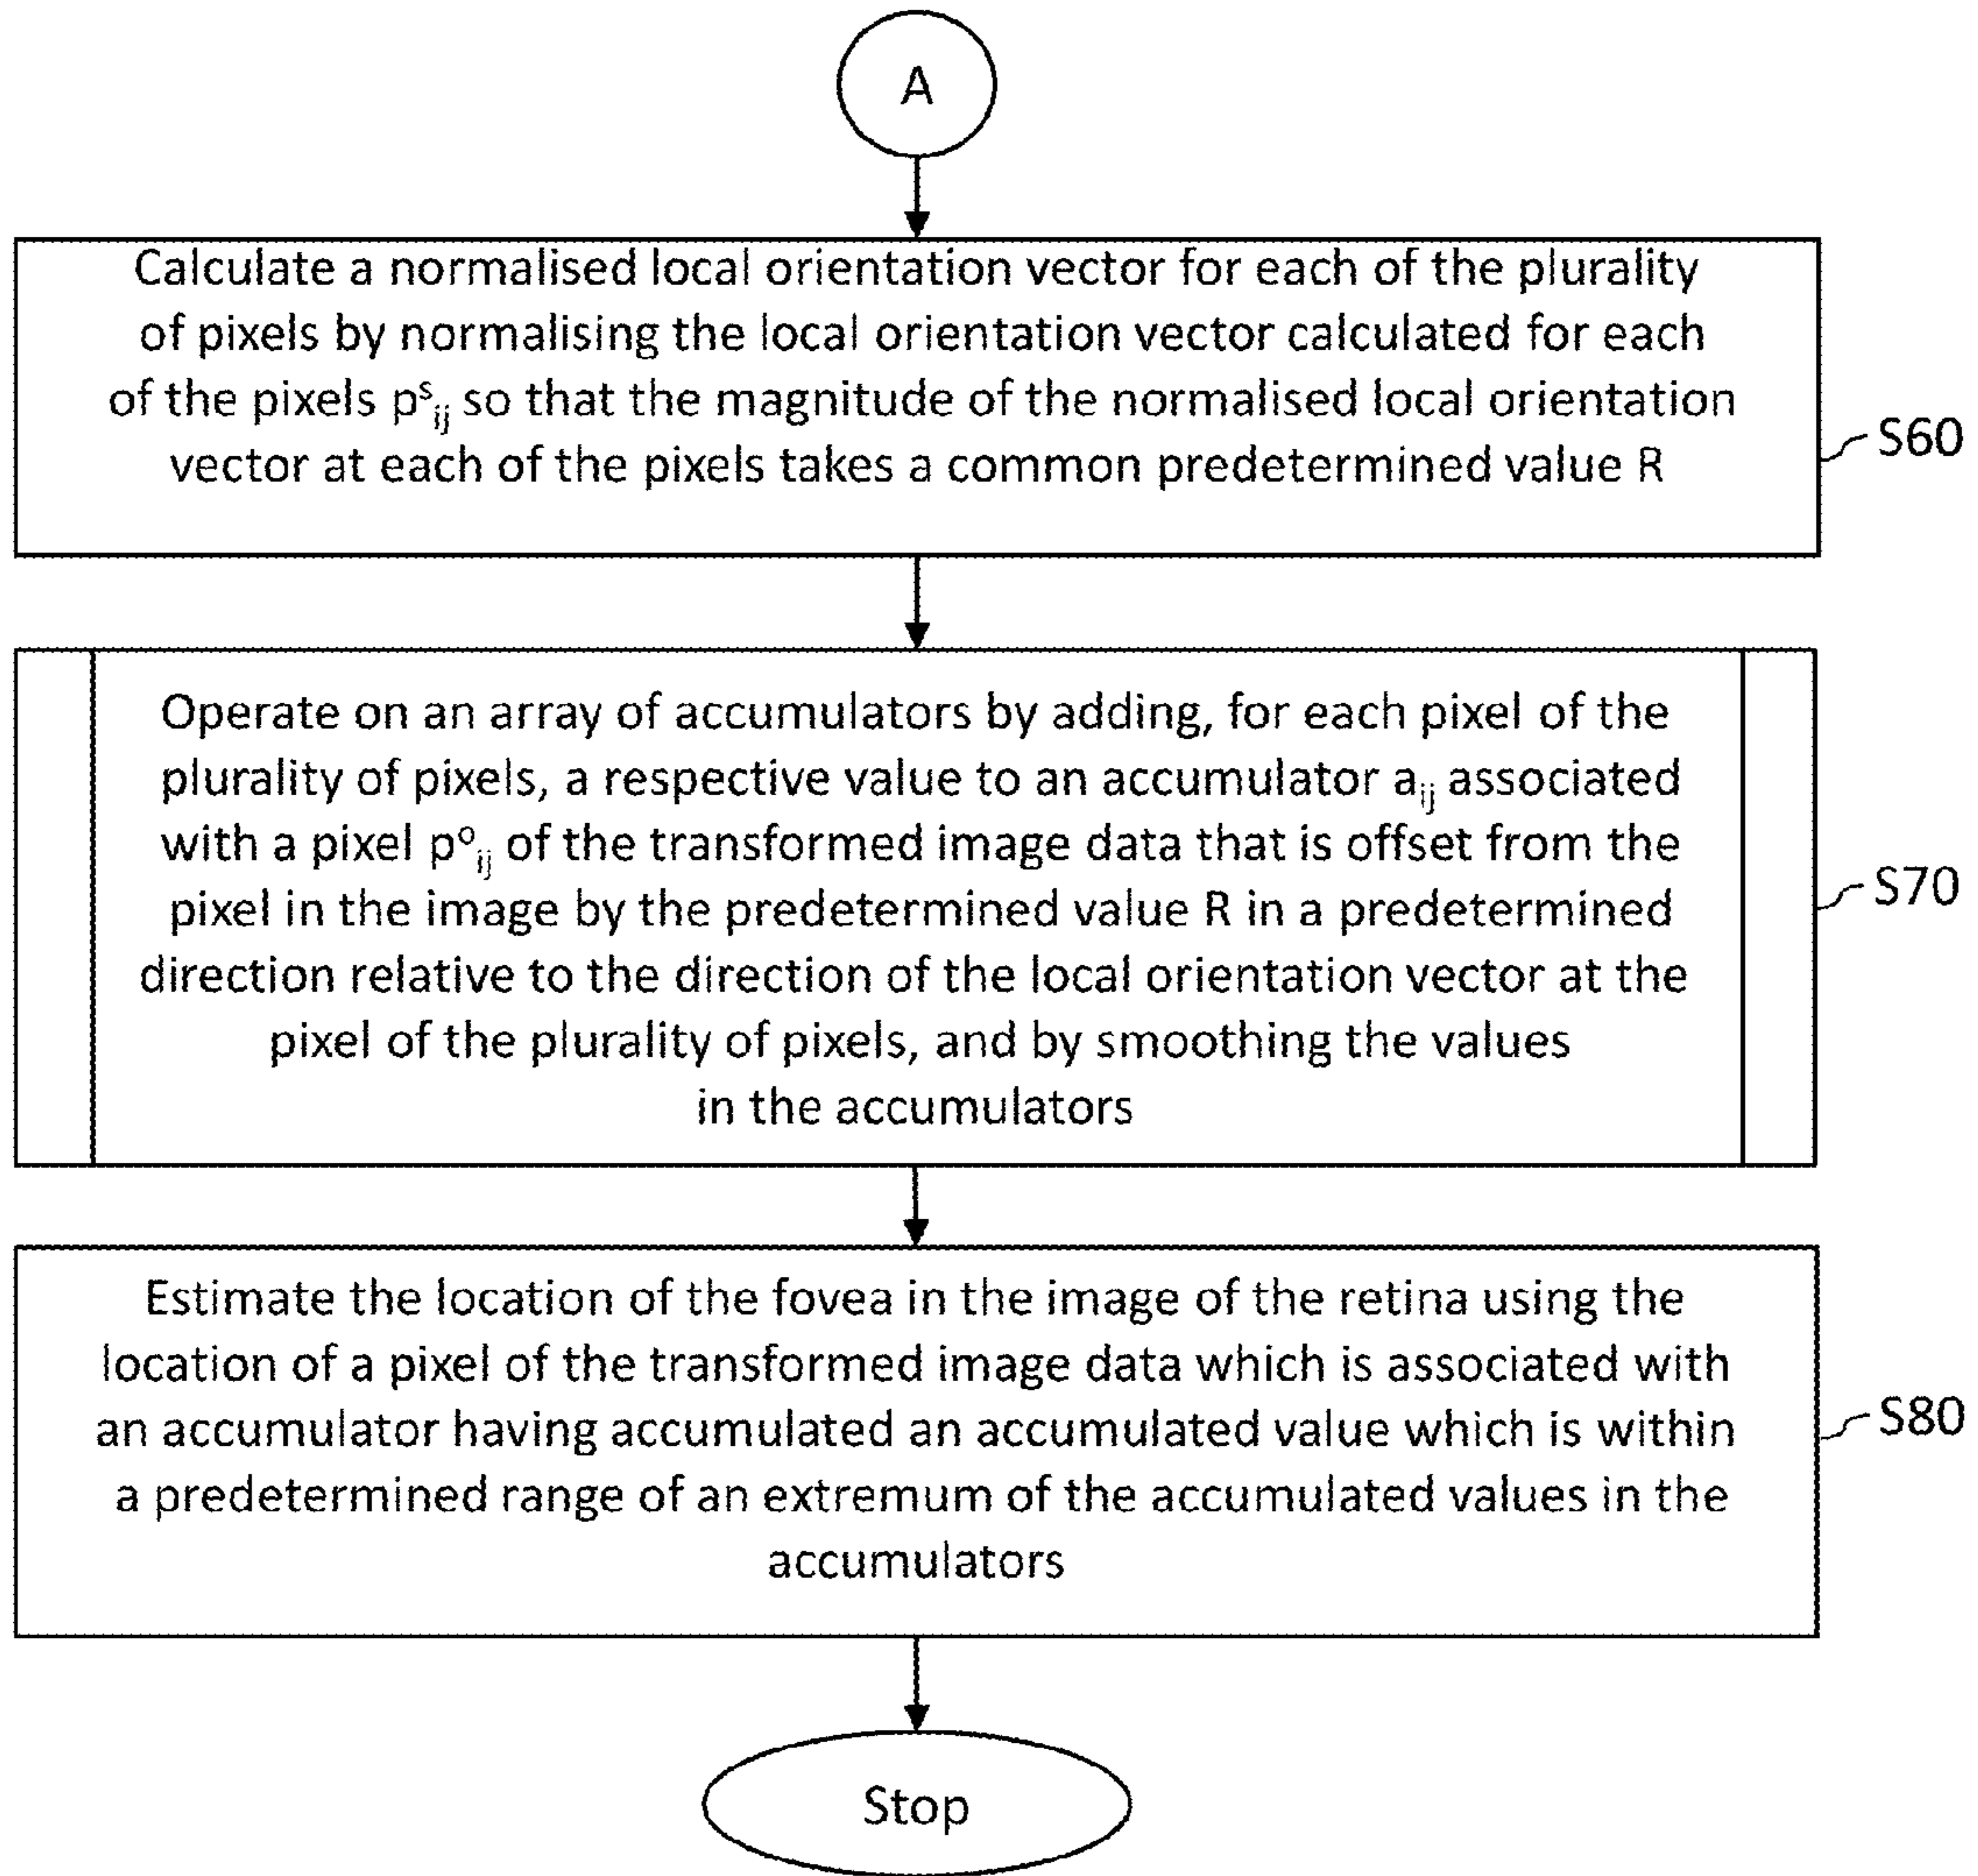 A
Calculate a normalised local orientation vector for each of the plurality
of pixels by normalising the local orientation vector calculated for each
of the pixels pˢᵢⱼ so that the magnitude of the normalised local orientation
vector at each of the pixels takes a common predetermined value R
S60
Operate on an array of accumulators by adding, for each pixel of the
plurality of pixels, a respective value to an accumulator aᵢⱼ associated
with a pixel pᵒᵢⱼ of the transformed image data that is offset from the
pixel in the image by the predetermined value R in a predetermined
direction relative to the direction of the local orientation vector at the
pixel of the plurality of pixels, and by smoothing the values
in the accumulators
S70
Estimate the location of the fovea in the image of the retina using the
location of a pixel of the transformed image data which is associated with
an accumulator having accumulated an accumulated value which is within
a predetermined range of an extremum of the accumulated values in the
accumulators
S80
Stop